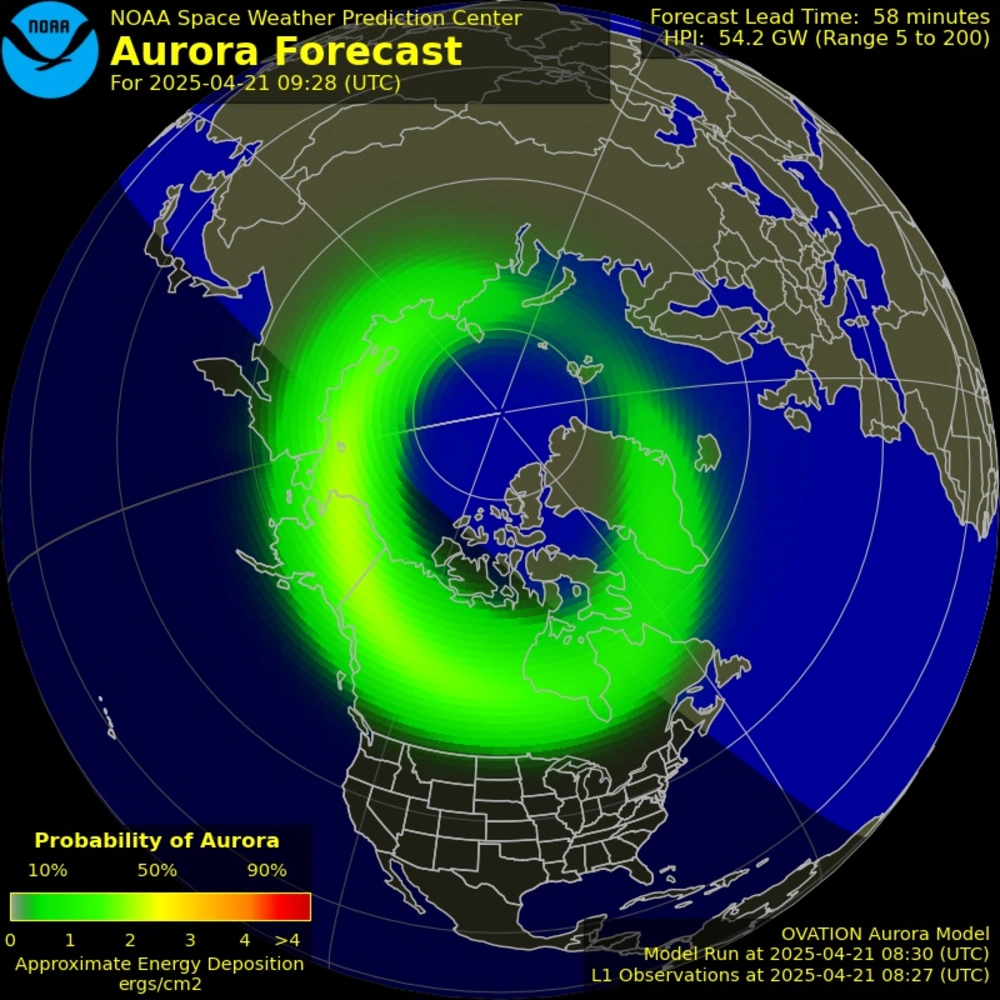 NOAA
NOAA Space Weather Prediction Center
Aurora Forecast
For 2025-04-21 09:28 (UTC)
Forecast Lead Time: 58 minutes
HPI: 54.2 GW (Range 5 to 200)
Probability of Aurora
10% 50% 90%
0 1 2 3 4 >4
Approximate Energy Deposition
ergs/cm2
OVATION Aurora Model
Model Run at 2025-04-21 08:30 (UTC)
L1 Observations at 2025-04-21 08:27 (UTC)